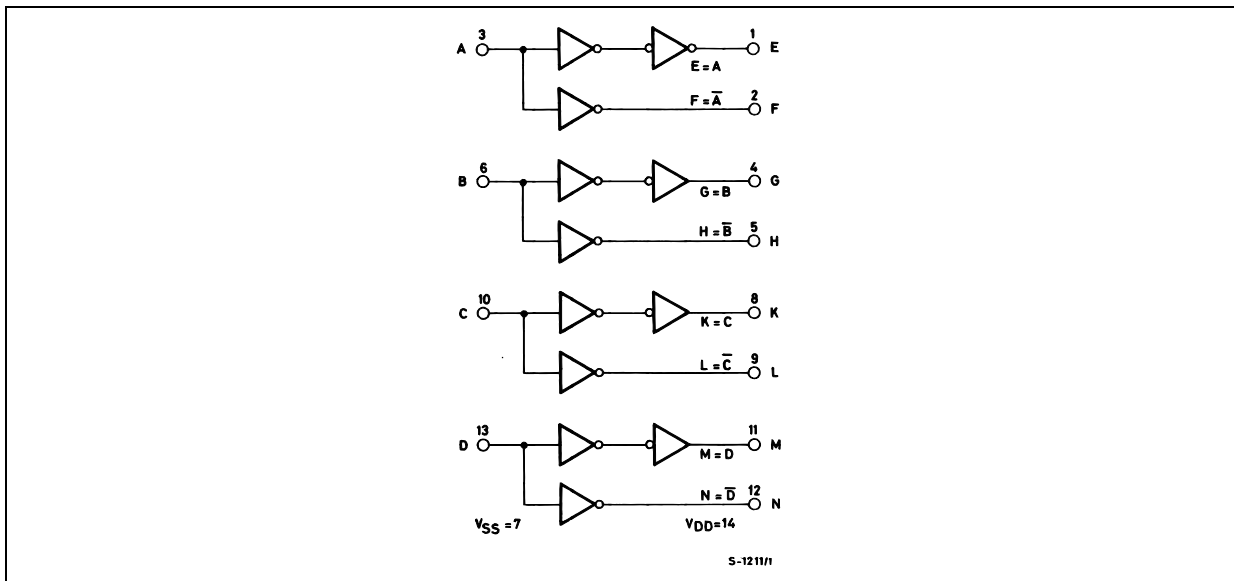 3
A
1
E
E = A
2
F = A̅
F
6
B
4
G
G = B
5
H = B̅
H
10
C
8
K
K = C
9
L = C̅
L
13
D
11
M
M = D
12
N = D̅
N
VSS = 7
VDD=14
S-1211/1